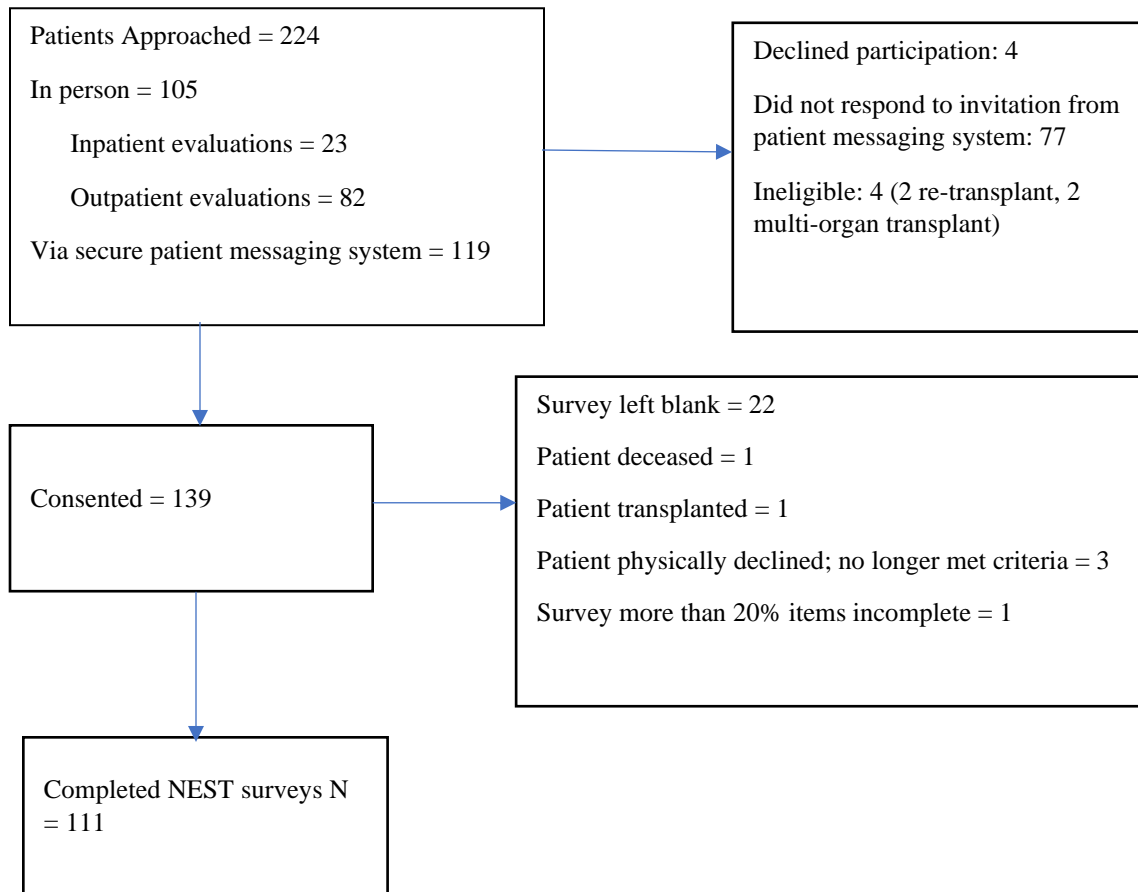 Patients Approached = 224
In person = 105
Inpatient evaluations = 23
Outpatient evaluations = 82
Via secure patient messaging system = 119
Declined participation: 4
Did not respond to invitation from
patient messaging system: 77
Ineligible: 4 (2 re-transplant, 2
multi-organ transplant)
Consented = 139
Survey left blank = 22
Patient deceased = 1
Patient transplanted = 1
Patient physically declined; no longer met criteria = 3
Survey more than 20% items incomplete = 1
Completed NEST surveys N
= 111